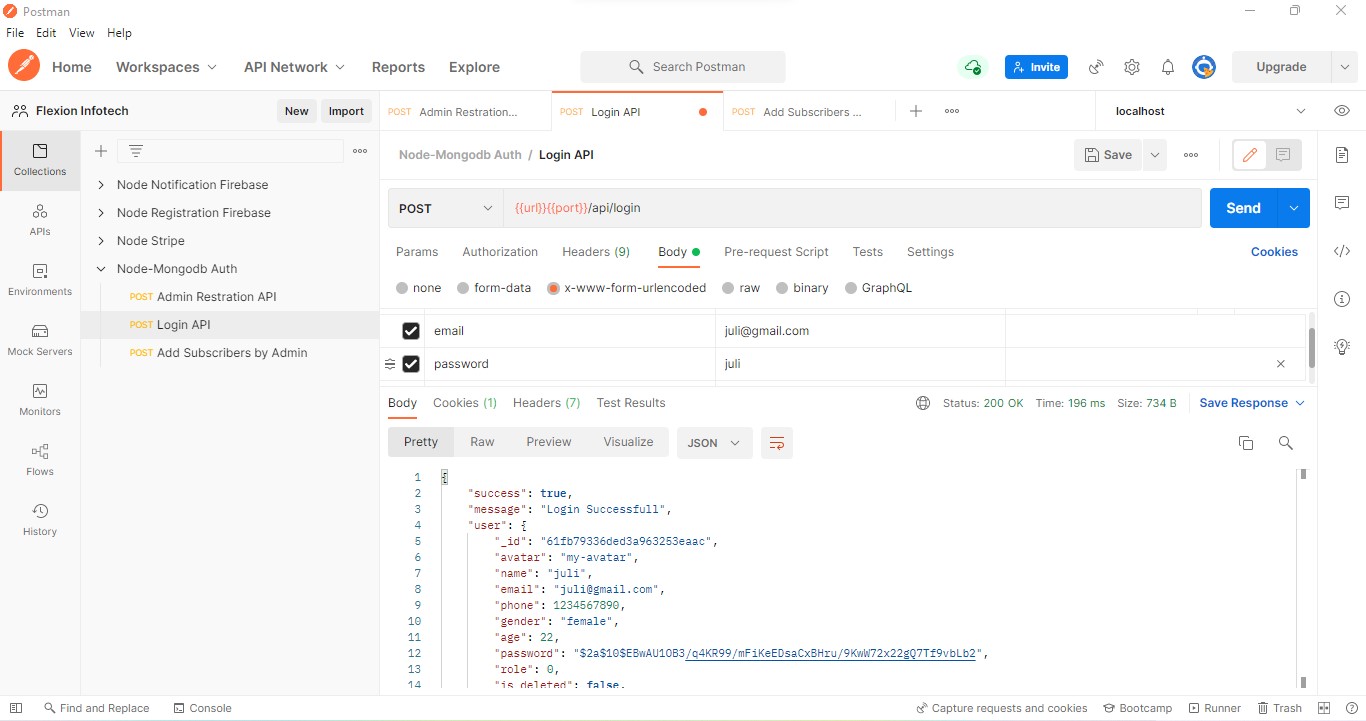 Postman
File Edit View Help
Home Workspaces API Network Reports Explore Search Postman Invite Upgrade
Flexion Infotech New Import
POST Admin Restration... POST Login API POST Add Subscribers ... localhost
Collections
APIs
Environments
Mock Servers
Monitors
Flows
History
Node Notification Firebase
Node Registration Firebase
Node Stripe
Node-Mongodb Auth
POST Admin Restration API
POST Login API
POST Add Subscribers by Admin
Node-Mongodb Auth / Login API Save
POST {{url}}{{port}}/api/login Send
Params Authorization Headers (9) Body Pre-request Script Tests Settings Cookies
none form-data x-www-form-urlencoded raw binary GraphQL
email juli@gmail.com
password juli
Body Cookies (1) Headers (7) Test Results Status: 200 OK Time: 196 ms Size: 734 B Save Response
Pretty Raw Preview Visualize JSON
1 {
2 "success": true,
3 "message": "Login Successfull",
4 "user": {
5 "_id": "61fb79336ded3a963253eaac",
6 "avatar": "my-avatar",
7 "name": "juli",
8 "email": "juli@gmail.com",
9 "phone": 1234567890,
10 "gender": "female",
11 "age": 22,
12 "password": "$2a$10$EBwAU1OB3/q4KR99/mFiKeEDsaCxBHru/9KwW72x22gQ7Tf9vbLb2",
13 "role": 0,
14 "is_deleted": false,
Find and Replace Console Capture requests and cookies Bootcamp Runner Trash